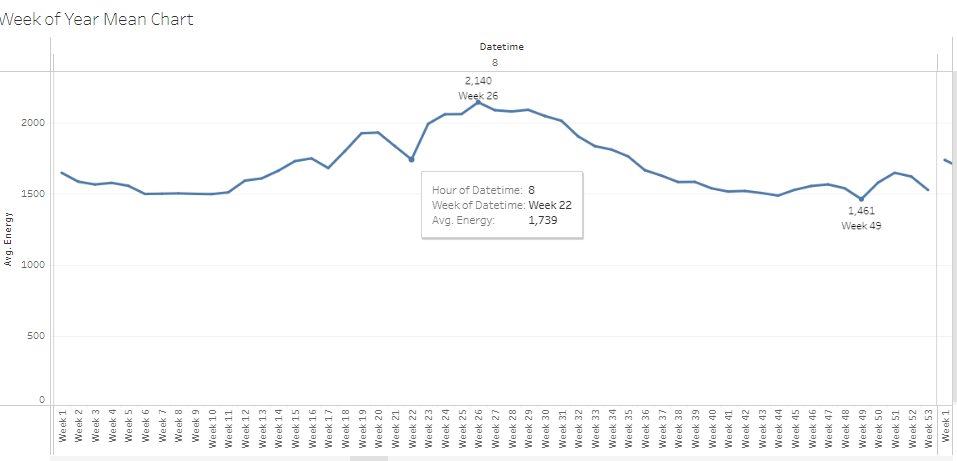 Week of Year Mean Chart
Datetime
8
2,140
Week 26
2000
1500
1000
500
0
Avg. Energy
Hour of Datetime: 8
Week of Datetime: Week 22
Avg. Energy: 1,739
1,461
Week 49
Week 1
Week 2
Week 3
Week 4
Week 5
Week 6
Week 7
Week 8
Week 9
Week 10
Week 11
Week 12
Week 13
Week 14
Week 15
Week 16
Week 17
Week 18
Week 19
Week 20
Week 21
Week 22
Week 23
Week 24
Week 25
Week 26
Week 27
Week 28
Week 29
Week 30
Week 31
Week 32
Week 33
Week 34
Week 35
Week 36
Week 37
Week 38
Week 39
Week 40
Week 41
Week 42
Week 43
Week 44
Week 45
Week 46
Week 47
Week 48
Week 49
Week 50
Week 51
Week 52
Week 53
Week 1